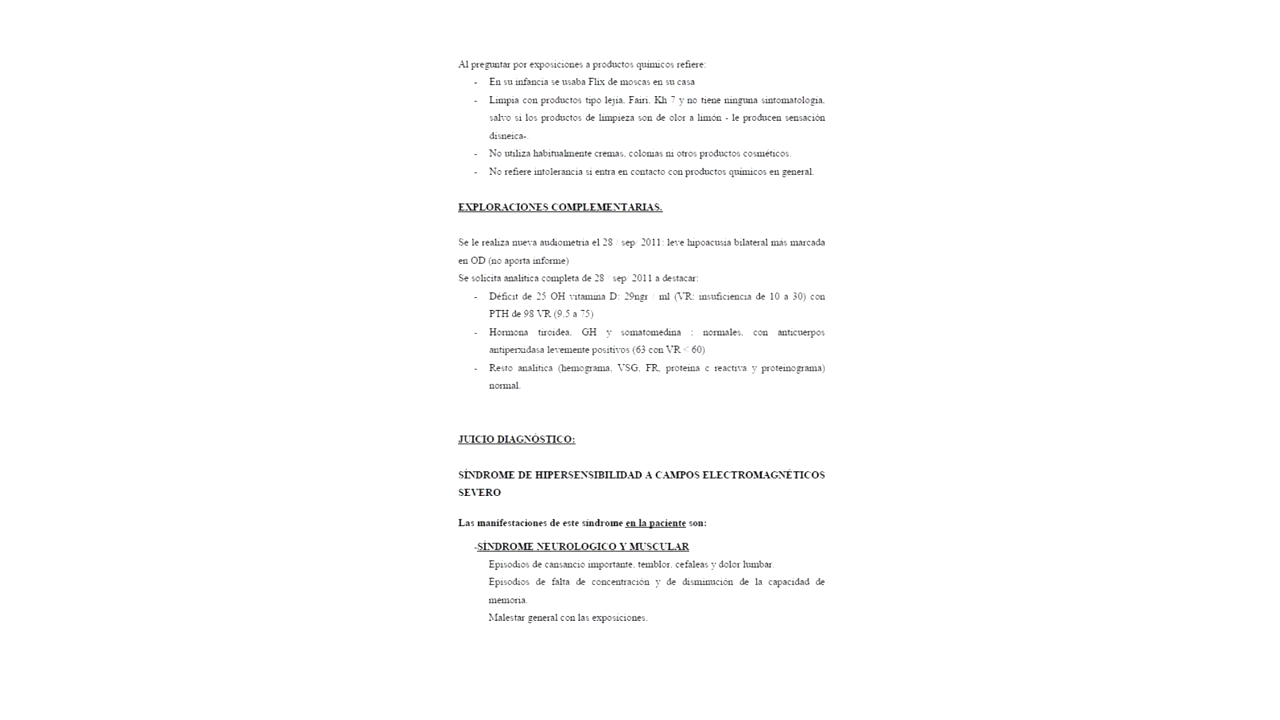 Al preguntar por exposiciones a productos químicos refiere:
- En su infancia se usaba Flix de moscas en su casa
- Limpia con productos tipo lejía, Fairi, Kh 7 y no tiene ninguna sintomatología,
salvo si los productos de limpieza son de olor a limón - le producen sensación
disneica-.
- No utiliza habitualmente cremas, colonias ni otros productos cosméticos.
- No refiere intolerancia si entra en contacto con productos químicos en general.
EXPLORACIONES COMPLEMENTARIAS.
Se le realiza nueva audiometría el 28 / sep/ 2011: leve hipoacusia bilateral más marcada
en OD (no aporta informe)
Se solicita analítica completa de 28 / sep/ 2011 a destacar:
- Déficit de 25 OH vitamina D: 29ngr / ml (VR: insuficiencia de 10 a 30) con
PTH de 98 VR (9.5 a 75)
- Hormona tiroidea, GH y somatomedina : normales, con anticuerpos
antiperxidasa levemente positivos (63 con VR < 60)
- Resto analítica (hemograma, VSG, FR, proteína c reactiva y proteinograma)
normal.
JUICIO DIAGNÓSTICO:
SÍNDROME DE HIPERSENSIBILIDAD A CAMPOS ELECTROMAGNÉTICOS
SEVERO
Las manifestaciones de este síndrome en la paciente son:
-SÍNDROME NEUROLOGICO Y MUSCULAR
Episodios de cansancio importante, temblor, cefaleas y dolor lumbar.
Episodios de falta de concentración y de disminución de la capacidad de
memoria.
Malestar general con las exposiciones.